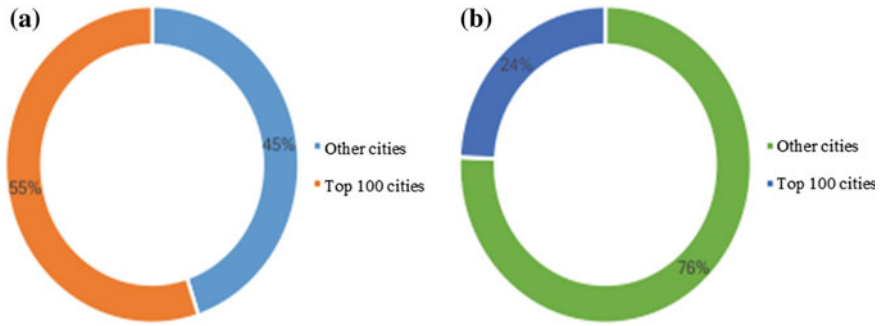 (a)
45%
55%
Other cities
Top 100 cities
(b)
24%
76%
Other cities
Top 100 cities